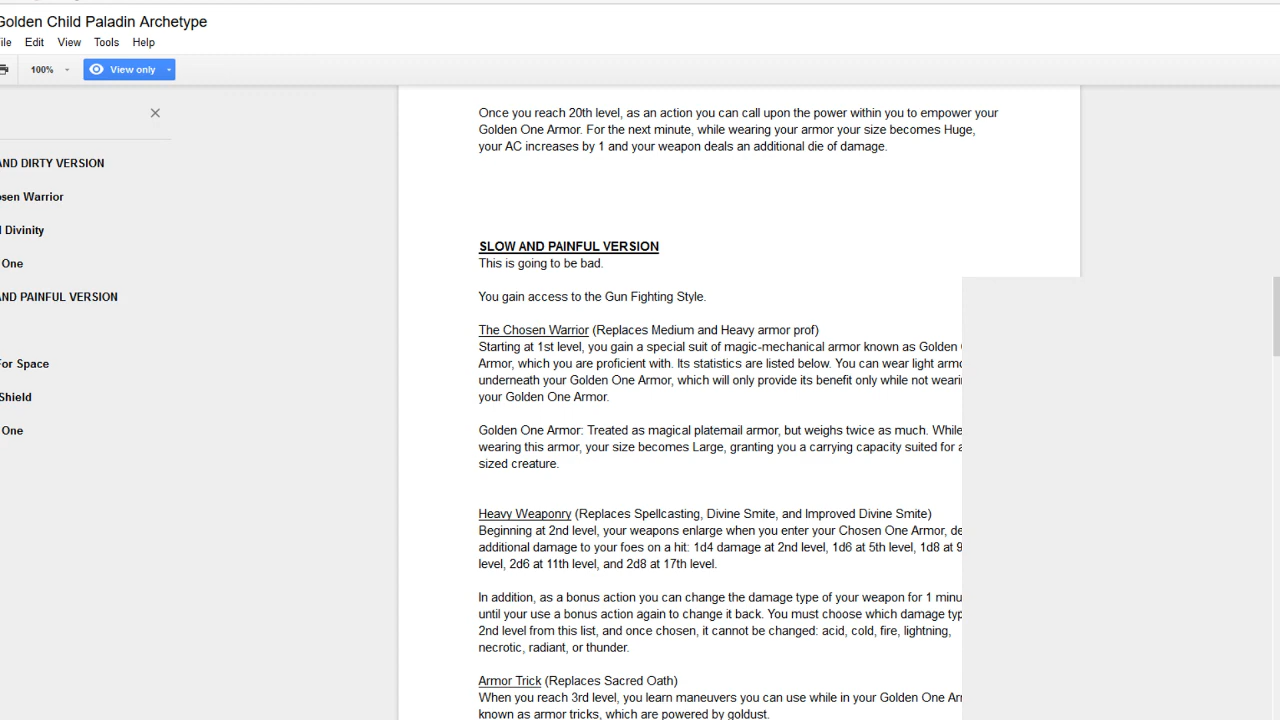 Golden Child Paladin Archetype
ile Edit View Tools Help
100% View only
AND DIRTY VERSION
osen Warrior
l Divinity
One
AND PAINFUL VERSION
For Space
Shield
One
Once you reach 20th level, as an action you can call upon the power within you to empower your
Golden One Armor. For the next minute, while wearing your armor your size becomes Huge,
your AC increases by 1 and your weapon deals an additional die of damage.
SLOW AND PAINFUL VERSION
This is going to be bad.
You gain access to the Gun Fighting Style.
The Chosen Warrior (Replaces Medium and Heavy armor prof)
Starting at 1st level, you gain a special suit of magic-mechanical armor known as Golden
Armor, which you are proficient with. Its statistics are listed below. You can wear light armo
underneath your Golden One Armor, which will only provide its benefit only while not weari
your Golden One Armor.
Golden One Armor: Treated as magical platemail armor, but weighs twice as much. While
wearing this armor, your size becomes Large, granting you a carrying capacity suited for a
sized creature.
Heavy Weaponry (Replaces Spellcasting, Divine Smite, and Improved Divine Smite)
Beginning at 2nd level, your weapons enlarge when you enter your Chosen One Armor, de
additional damage to your foes on a hit: 1d4 damage at 2nd level, 1d6 at 5th level, 1d8 at 9
level, 2d6 at 11th level, and 2d8 at 17th level.
In addition, as a bonus action you can change the damage type of your weapon for 1 minu
until your use a bonus action again to change it back. You must choose which damage typ
2nd level from this list, and once chosen, it cannot be changed: acid, cold, fire, lightning,
necrotic, radiant, or thunder.
Armor Trick (Replaces Sacred Oath)
When you reach 3rd level, you learn maneuvers you can use while in your Golden One Ar
known as armor tricks, which are powered by goldust.